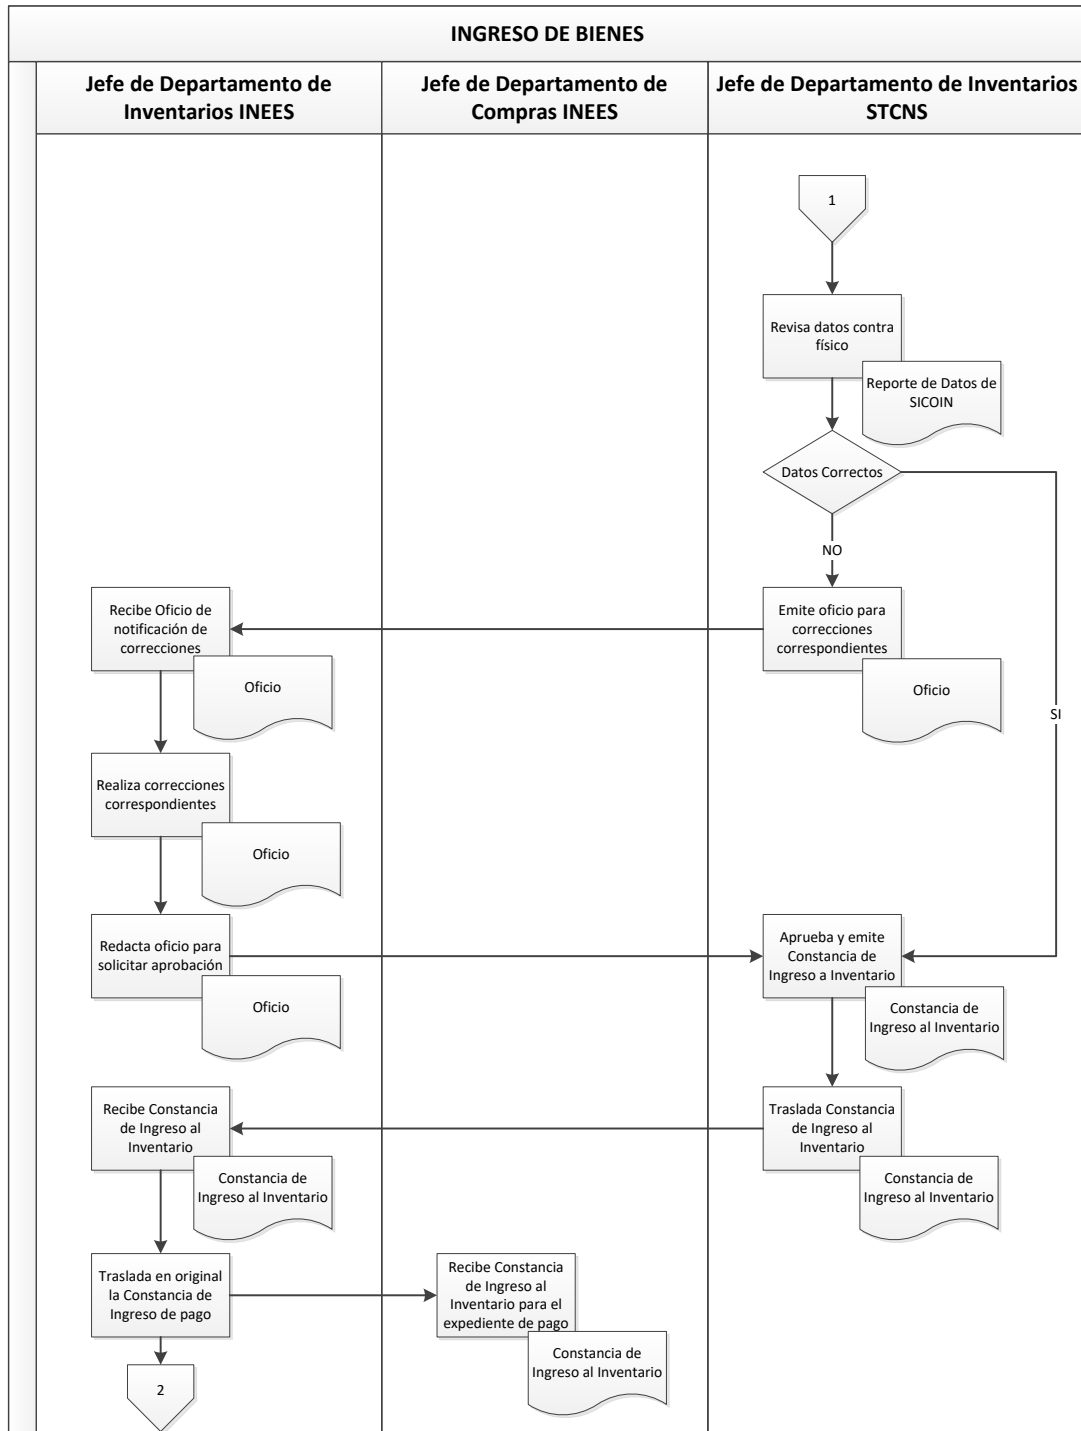 INGRESO DE BIENES
Jefe de Departamento de
Inventarios INEES
Jefe de Departamento de
Compras INEES
Jefe de Departamento de Inventarios
STCNS
1
Revisa datos contra
físico
Reporte de Datos de
SICOIN
Datos Correctos
NO
SI
Emite oficio para
correcciones
correspondientes
Oficio
Recibe Oficio de
notificación de
correcciones
Oficio
Realiza correcciones
correspondientes
Oficio
Redacta oficio para
solicitar aprobación
Oficio
Aprueba y emite
Constancia de
Ingreso a Inventario
Constancia de
Ingreso al Inventario
Traslada Constancia
de Ingreso al
Inventario
Constancia de
Ingreso al Inventario
Recibe Constancia
de Ingreso al
Inventario
Constancia de
Ingreso al Inventario
Traslada en original
la Constancia de
Ingreso de pago
Recibe Constancia
de Ingreso al
Inventario para el
expediente de pago
Constancia de
Ingreso al Inventario
2